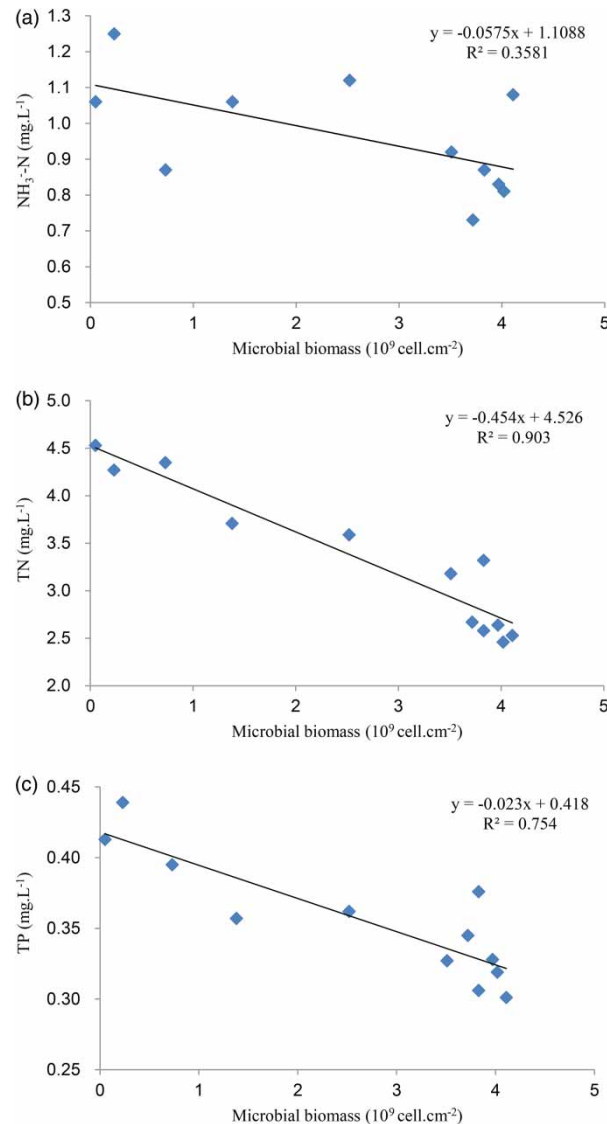 (a)
y = -0.0575x + 1.1088
R² = 0.3581
1.3
1.2
1.1
1.0
0.9
0.8
0.7
0.6
0.5
NH₃⁻-N (mg.L⁻¹)
0 1 2 3 4 5
Microbial biomass (10⁹ cell.cm⁻²)
(b)
y = -0.454x + 4.526
R² = 0.903
5.0
4.5
4.0
3.5
3.0
2.5
2.0
TN (mg.L⁻¹)
0 1 2 3 4 5
Microbial biomass (10⁹ cell.cm⁻²)
(c)
y = -0.023x + 0.418
R² = 0.754
0.45
0.40
0.35
0.30
0.25
TP (mg.L⁻¹)
0 1 2 3 4 5
Microbial biomass (10⁹ cell.cm⁻²)